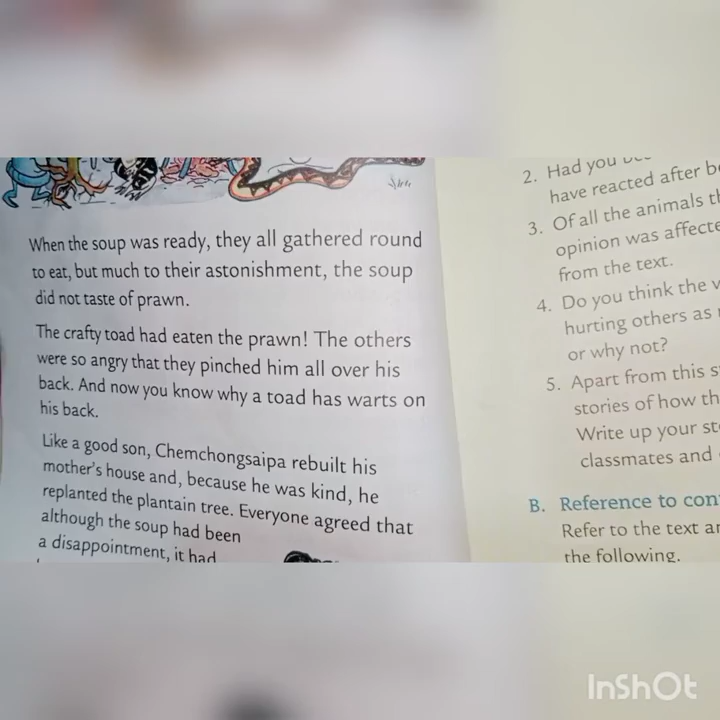 When the soup was ready, they all gathered round
to eat, but much to their astonishment, the soup
did not taste of prawn.
The crafty toad had eaten the prawn! The others
were so angry that they pinched him all over his
back. And now you know why a toad has warts on
his back.
Like a good son, Chemchongsaipa rebuilt his
mother's house and, because he was kind, he
replanted the plantain tree. Everyone agreed that
although the soup had been
a disappointment, it had
2. Had you
have reacted after
3. Of all the animals
opinion was
from the text.
4. Do you think the
hurting others as
or why not?
5. Apart from this
stories of how
Write up your
classmates and
B. Reference to
Refer to the text
the following.
InShOt